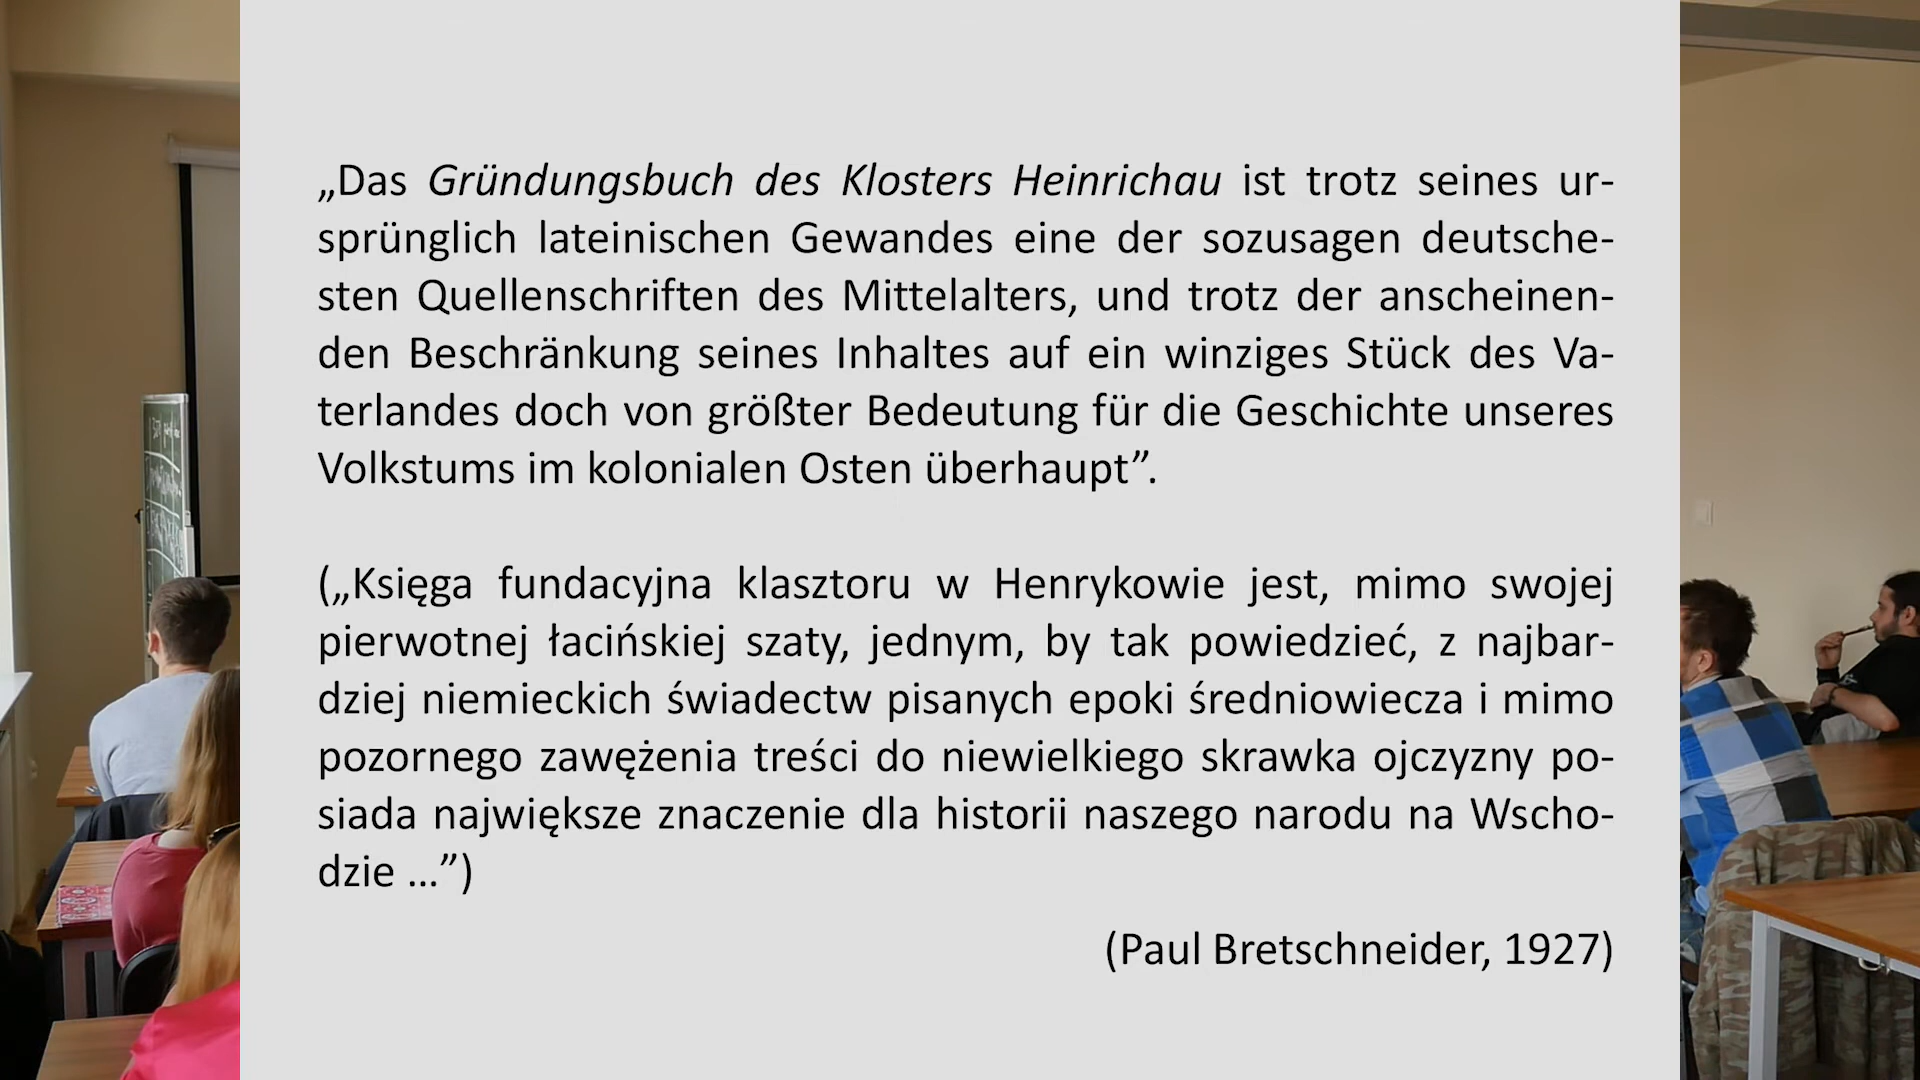 „Das Gründungsbuch des Klosters Heinrichau ist trotz seines ur-
sprünglich lateinischen Gewandes eine der sozusagen deutsche-
sten Quellenschriften des Mittelalters, und trotz der anscheinen-
den Beschränkung seines Inhaltes auf ein winziges Stück des Va-
terlandes doch von größter Bedeutung für die Geschichte unseres
Volkstums im kolonialen Osten überhaupt”.
(„Księga fundacyjna klasztoru w Henrykowie jest, mimo swojej
pierwotnej łacińskiej szaty, jednym, by tak powiedzieć, z najbar-
dziej niemieckich świadectw pisanych epoki średniowiecza i mimo
pozornego zawężenia treści do niewielkiego skrawka ojczyzny po-
siada największe znaczenie dla historii naszego narodu na Wscho-
dzie ...”)
(Paul Bretschneider, 1927)